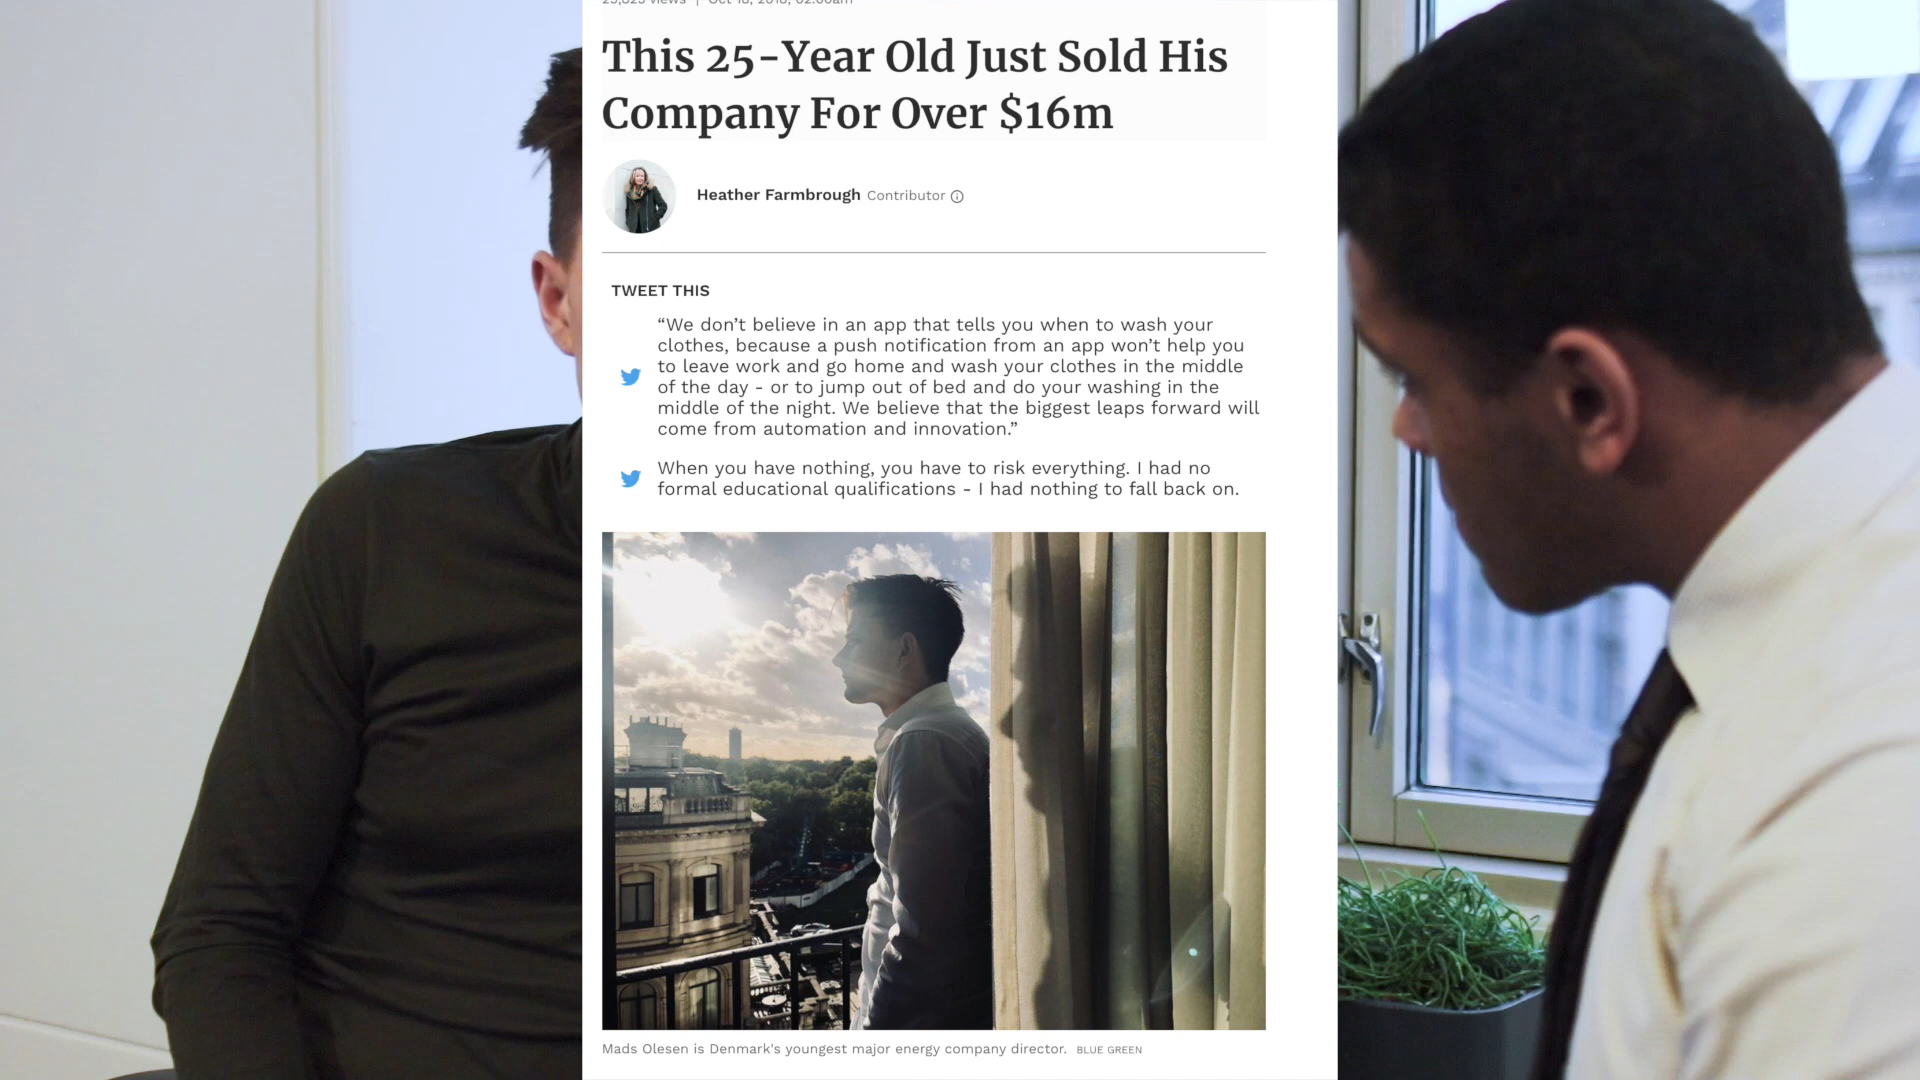 This 25-Year Old Just Sold His
Company For Over $16m
Heather Farmbrough Contributor
TWEET THIS
“We don’t believe in an app that tells you when to wash your
clothes, because a push notification from an app won’t help you
to leave work and go home and wash your clothes in the middle
of the day - or to jump out of bed and do your washing in the
middle of the night. We believe that the biggest leaps forward will
come from automation and innovation.”
When you have nothing, you have to risk everything. I had no
formal educational qualifications - I had nothing to fall back on.
Mads Olesen is Denmark's youngest major energy company director. BLUE GREEN